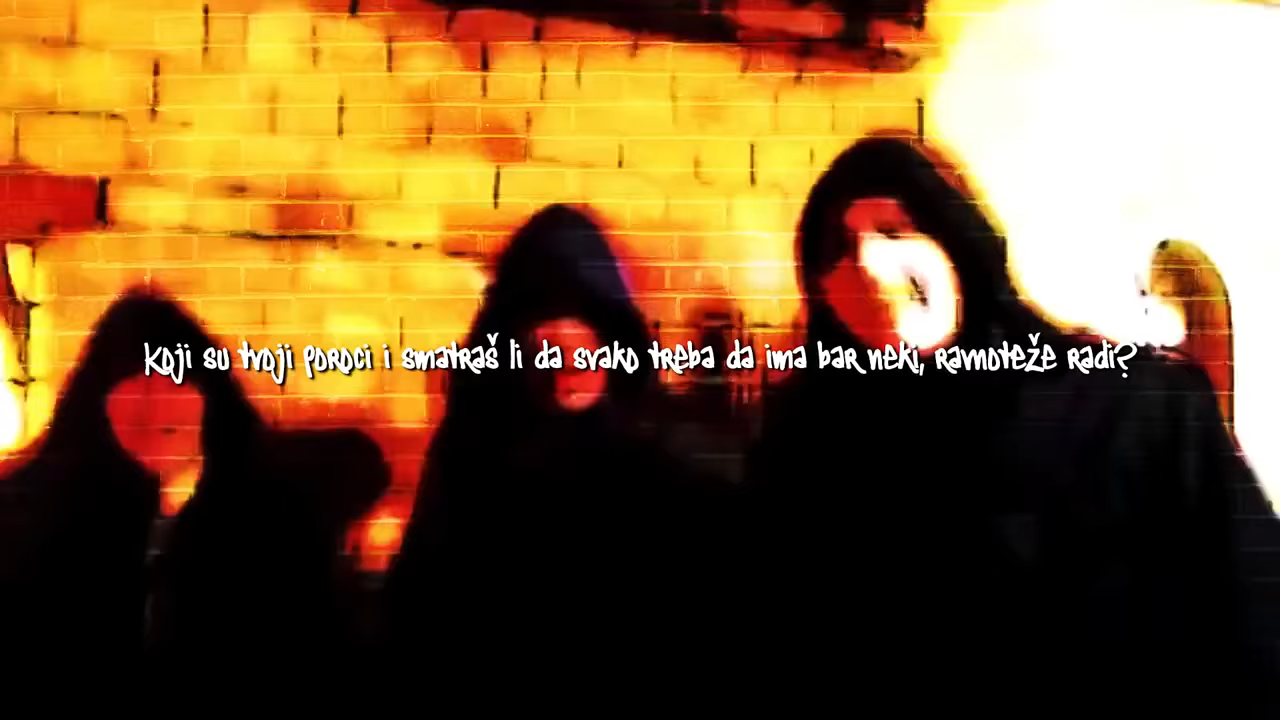 Koji su tvoji poroci i smatraš li da svako treba da ima bar neki, ravnoteže radi?